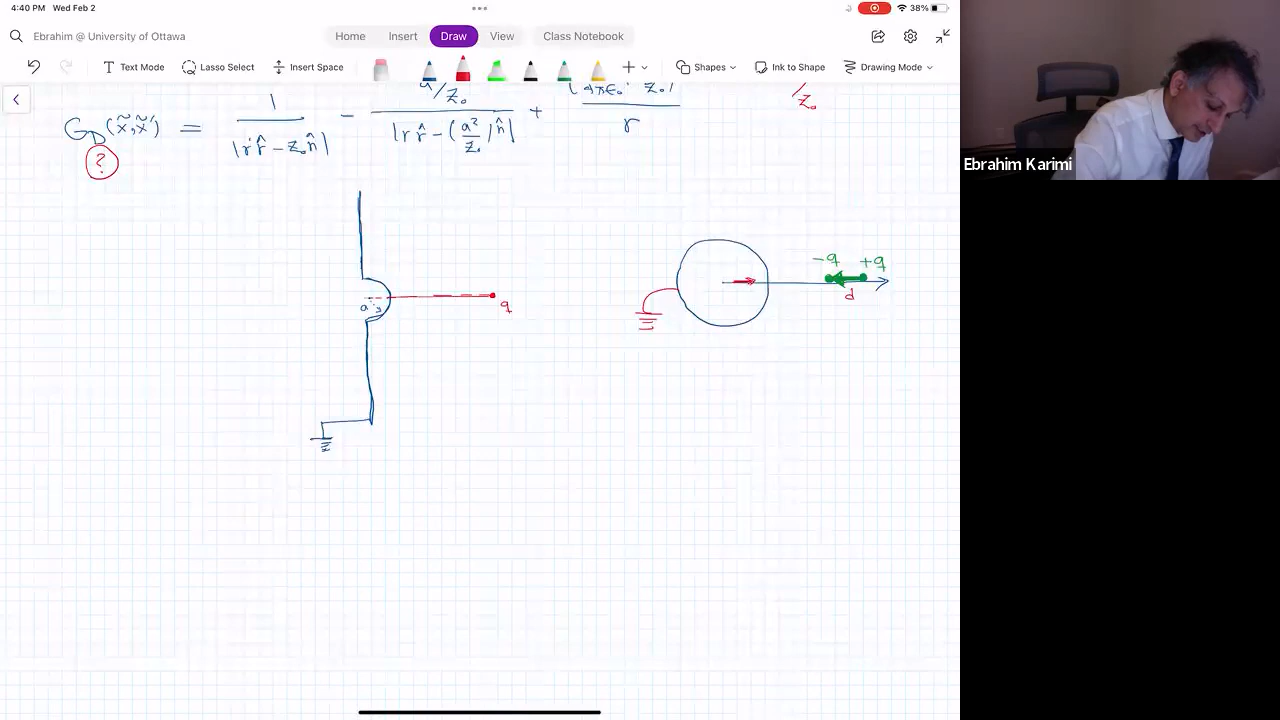 4:40 PM Wed Feb 2
38%
Ebrahim @ University of Ottawa
Home Insert Draw View Class Notebook
Text Mode Lasso Select Insert Space Shapes Ink to Shape Drawing Mode
a/z₀
/z₀
G_D(x̃, x̃') = 1 / |r r̂ − z₀ n̂| − / |r r̂ − (a²/z₀) n̂| + / r
?
Ebrahim Karimi
−q +q
d
a
q